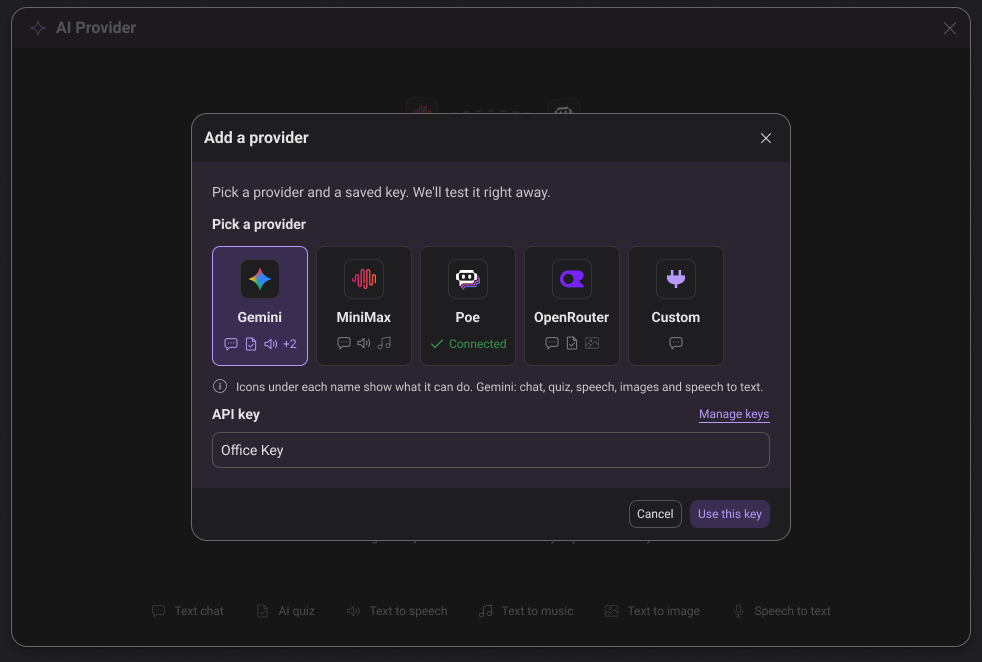 AI Provider
Add a provider
Pick a provider and a saved key. We'll test it right away.
Pick a provider
Gemini
+2
MiniMax
Poe
Connected
OpenRouter
Custom
Icons under each name show what it can do. Gemini: chat, quiz, speech, images and speech to text.
API key
Manage keys
Office Key
Cancel
Use this key
Text chat
AI quiz
Text to speech
Text to music
Text to image
Speech to text